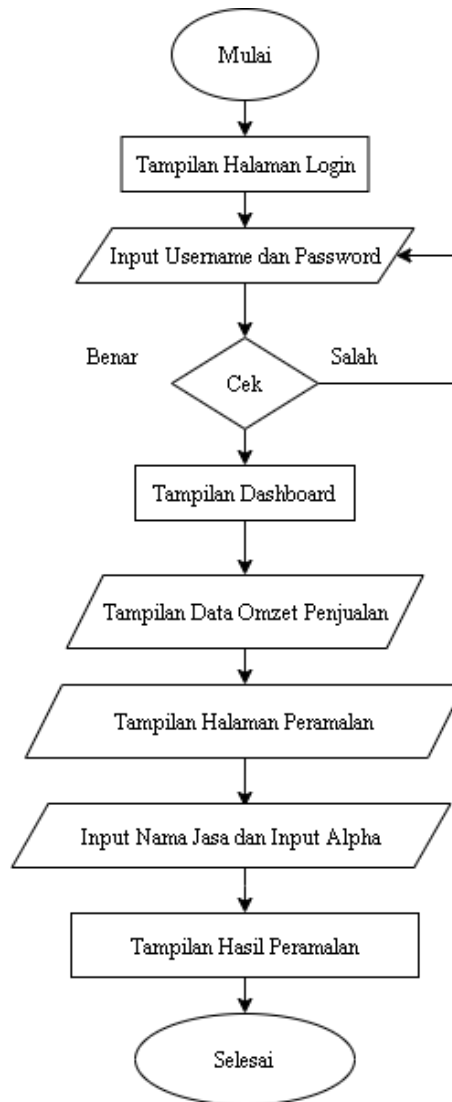 Mulai
Tampilan Halaman Login
Input Username dan Password
Benar
Salah
Cek
Tampilan Dashboard
Tampilan Data Omzet Penjualan
Tampilan Halaman Peramalan
Input Nama Jasa dan Input Alpha
Tampilan Hasil Peramalan
Selesai